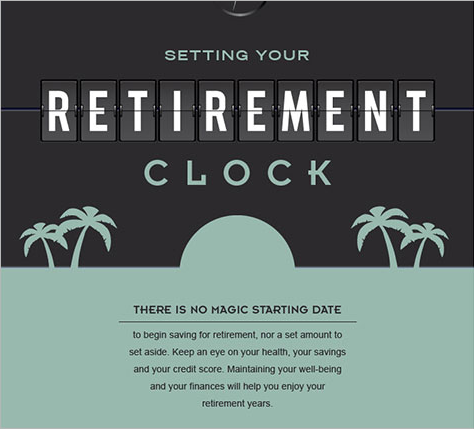 SETTING YOUR
RETIREMENT
CLOCK
THERE IS NO MAGIC STARTING DATE
to begin saving for retirement, nor a set amount to
set aside. Keep an eye on your health, your savings
and your credit score. Maintaining your well-being
and your finances will help you enjoy your
retirement years.